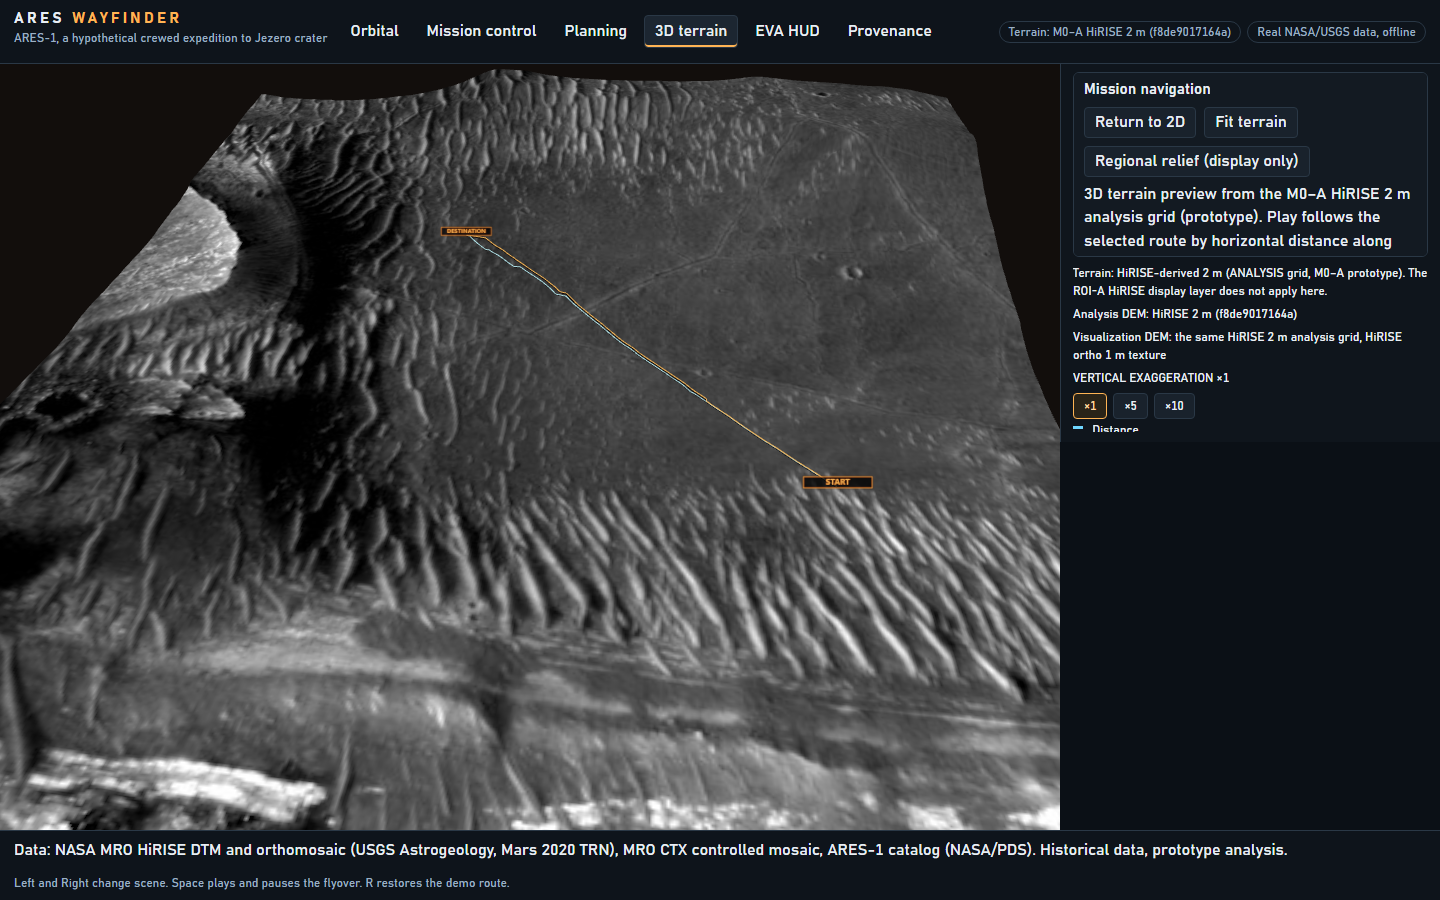 ARES WAYFINDER
ARES-1, a hypothetical crewed expedition to Jezero crater
Orbital
Mission control
Planning
3D terrain
EVA HUD
Provenance
Terrain: M0–A HiRISE 2 m (f8de9017164a)
Real NASA/USGS data, offline
DESTINATION
START
Mission navigation
Return to 2D
Fit terrain
Regional relief (display only)
3D terrain preview from the M0–A HiRISE 2 m
analysis grid (prototype). Play follows the
selected route by horizontal distance along
Terrain: HiRISE-derived 2 m (ANALYSIS grid, M0–A prototype). The
ROI-A HiRISE display layer does not apply here.
Analysis DEM: HiRISE 2 m (f8de9017164a)
Visualization DEM: the same HiRISE 2 m analysis grid, HiRISE
ortho 1 m texture
VERTICAL EXAGGERATION ×1
×1
×5
×10
Distance
Data: NASA MRO HiRISE DTM and orthomosaic (USGS Astrogeology, Mars 2020 TRN), MRO CTX controlled mosaic, ARES-1 catalog (NASA/PDS). Historical data, prototype analysis.
Left and Right change scene. Space plays and pauses the flyover. R restores the demo route.